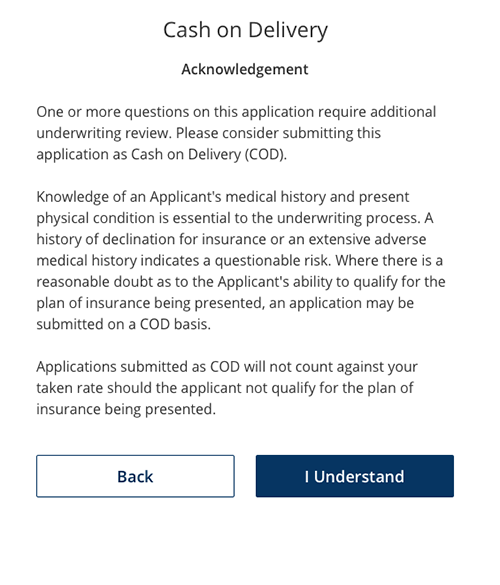 Cash on Delivery
Acknowledgement
One or more questions on this application require additional
underwriting review. Please consider submitting this
application as Cash on Delivery (COD).
Knowledge of an Applicant's medical history and present
physical condition is essential to the underwriting process. A
history of declination for insurance or an extensive adverse
medical history indicates a questionable risk. Where there is a
reasonable doubt as to the Applicant's ability to qualify for the
plan of insurance being presented, an application may be
submitted on a COD basis.
Applications submitted as COD will not count against your
taken rate should the applicant not qualify for the plan of
insurance being presented.
Back
I Understand